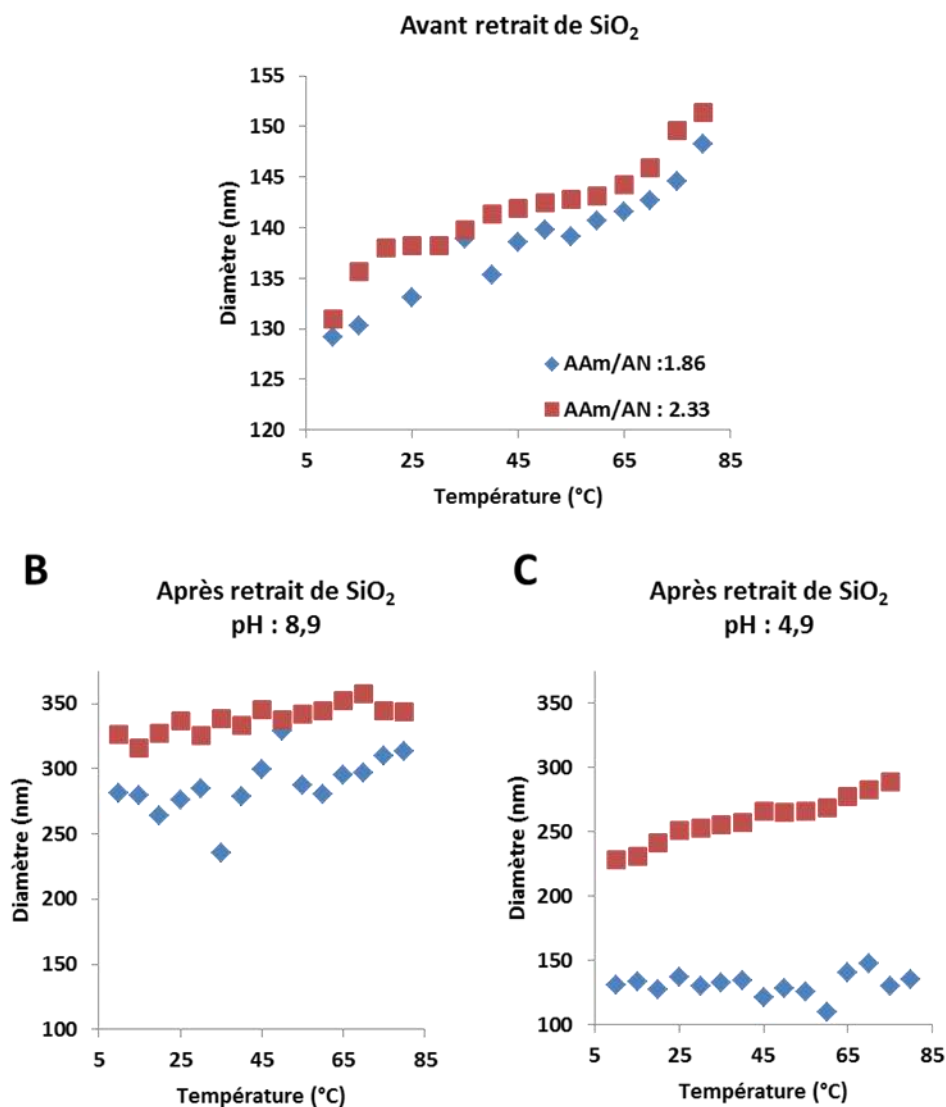 Avant retrait de SiO₂
155
150
145
140
135
130
125
120
Diamètre (nm)
AAm/AN :1.86
AAm/AN : 2.33
5 25 45 65 85
Température (°C)
B
Après retrait de SiO₂
pH : 8,9
350
300
250
200
150
100
Diamètre (nm)
5 25 45 65 85
Température (°C)
C
Après retrait de SiO₂
pH : 4,9
350
300
250
200
150
100
Diamètre (nm)
5 25 45 65 85
Température (°C)